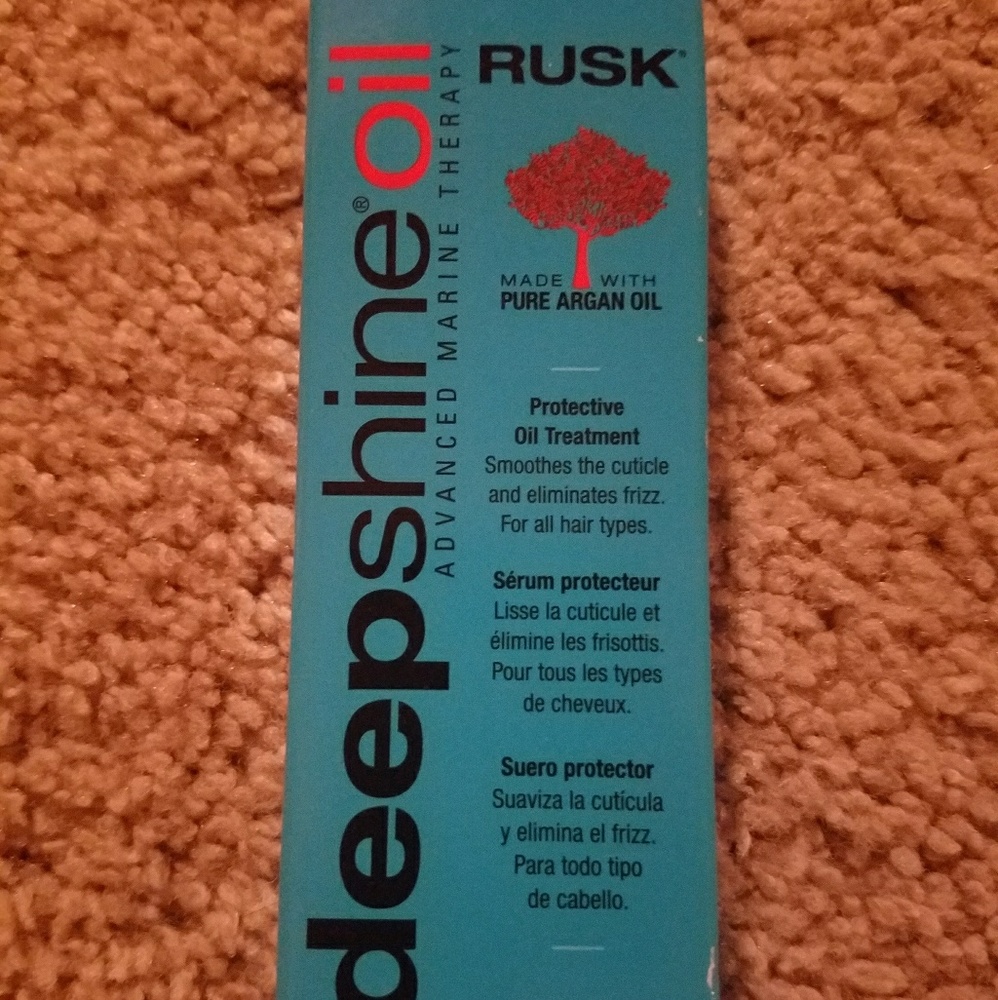 deepshine® oil
ADVANCED MARINE THERAPY
RUSK®
MADE WITH
PURE ARGAN OIL
Protective
Oil Treatment
Smoothes the cuticle
and eliminates frizz.
For all hair types.
Sérum protecteur
Lisse la cuticule et
élimine les frisottis.
Pour tous les types
de cheveux.
Suero protector
Suaviza la cutícula
y elimina el frizz.
Para todo tipo
de cabello.